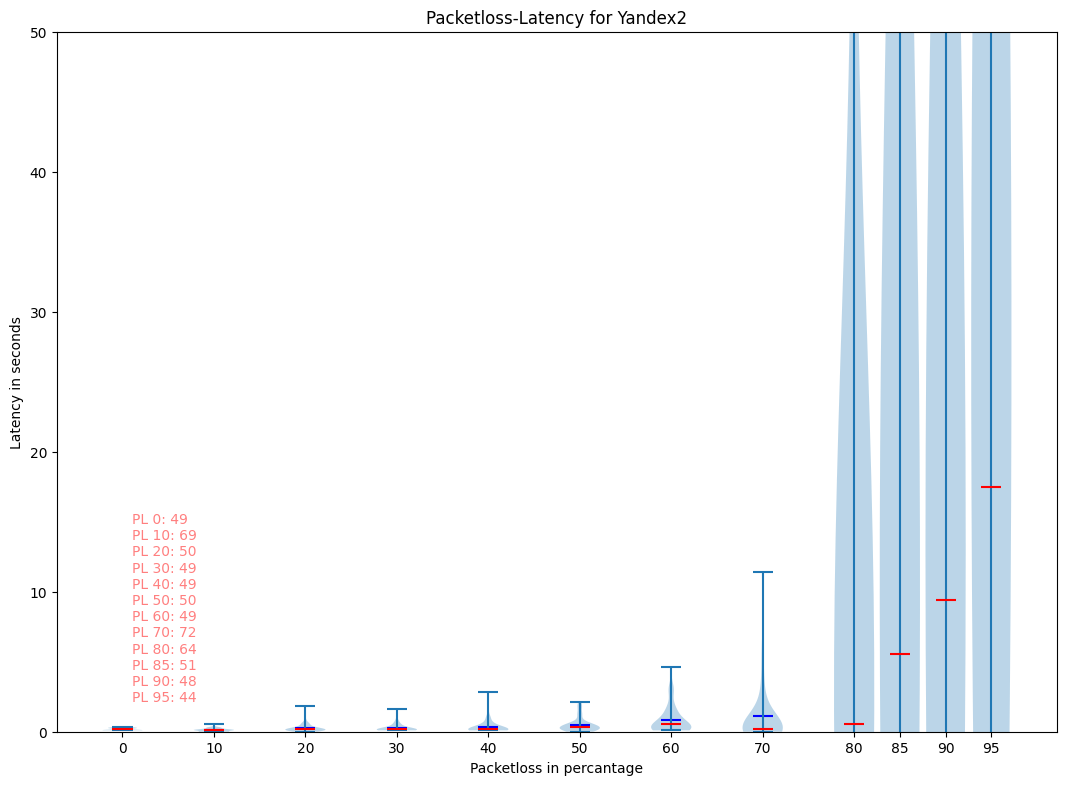 Packetloss-Latency for Yandex2
50
40
30
20
10
0
Latency in seconds
PL 0: 49
PL 10: 69
PL 20: 50
PL 30: 49
PL 40: 49
PL 50: 50
PL 60: 49
PL 70: 72
PL 80: 64
PL 85: 51
PL 90: 48
PL 95: 44
0 10 20 30 40 50 60 70 80 85 90 95
Packetloss in percantage